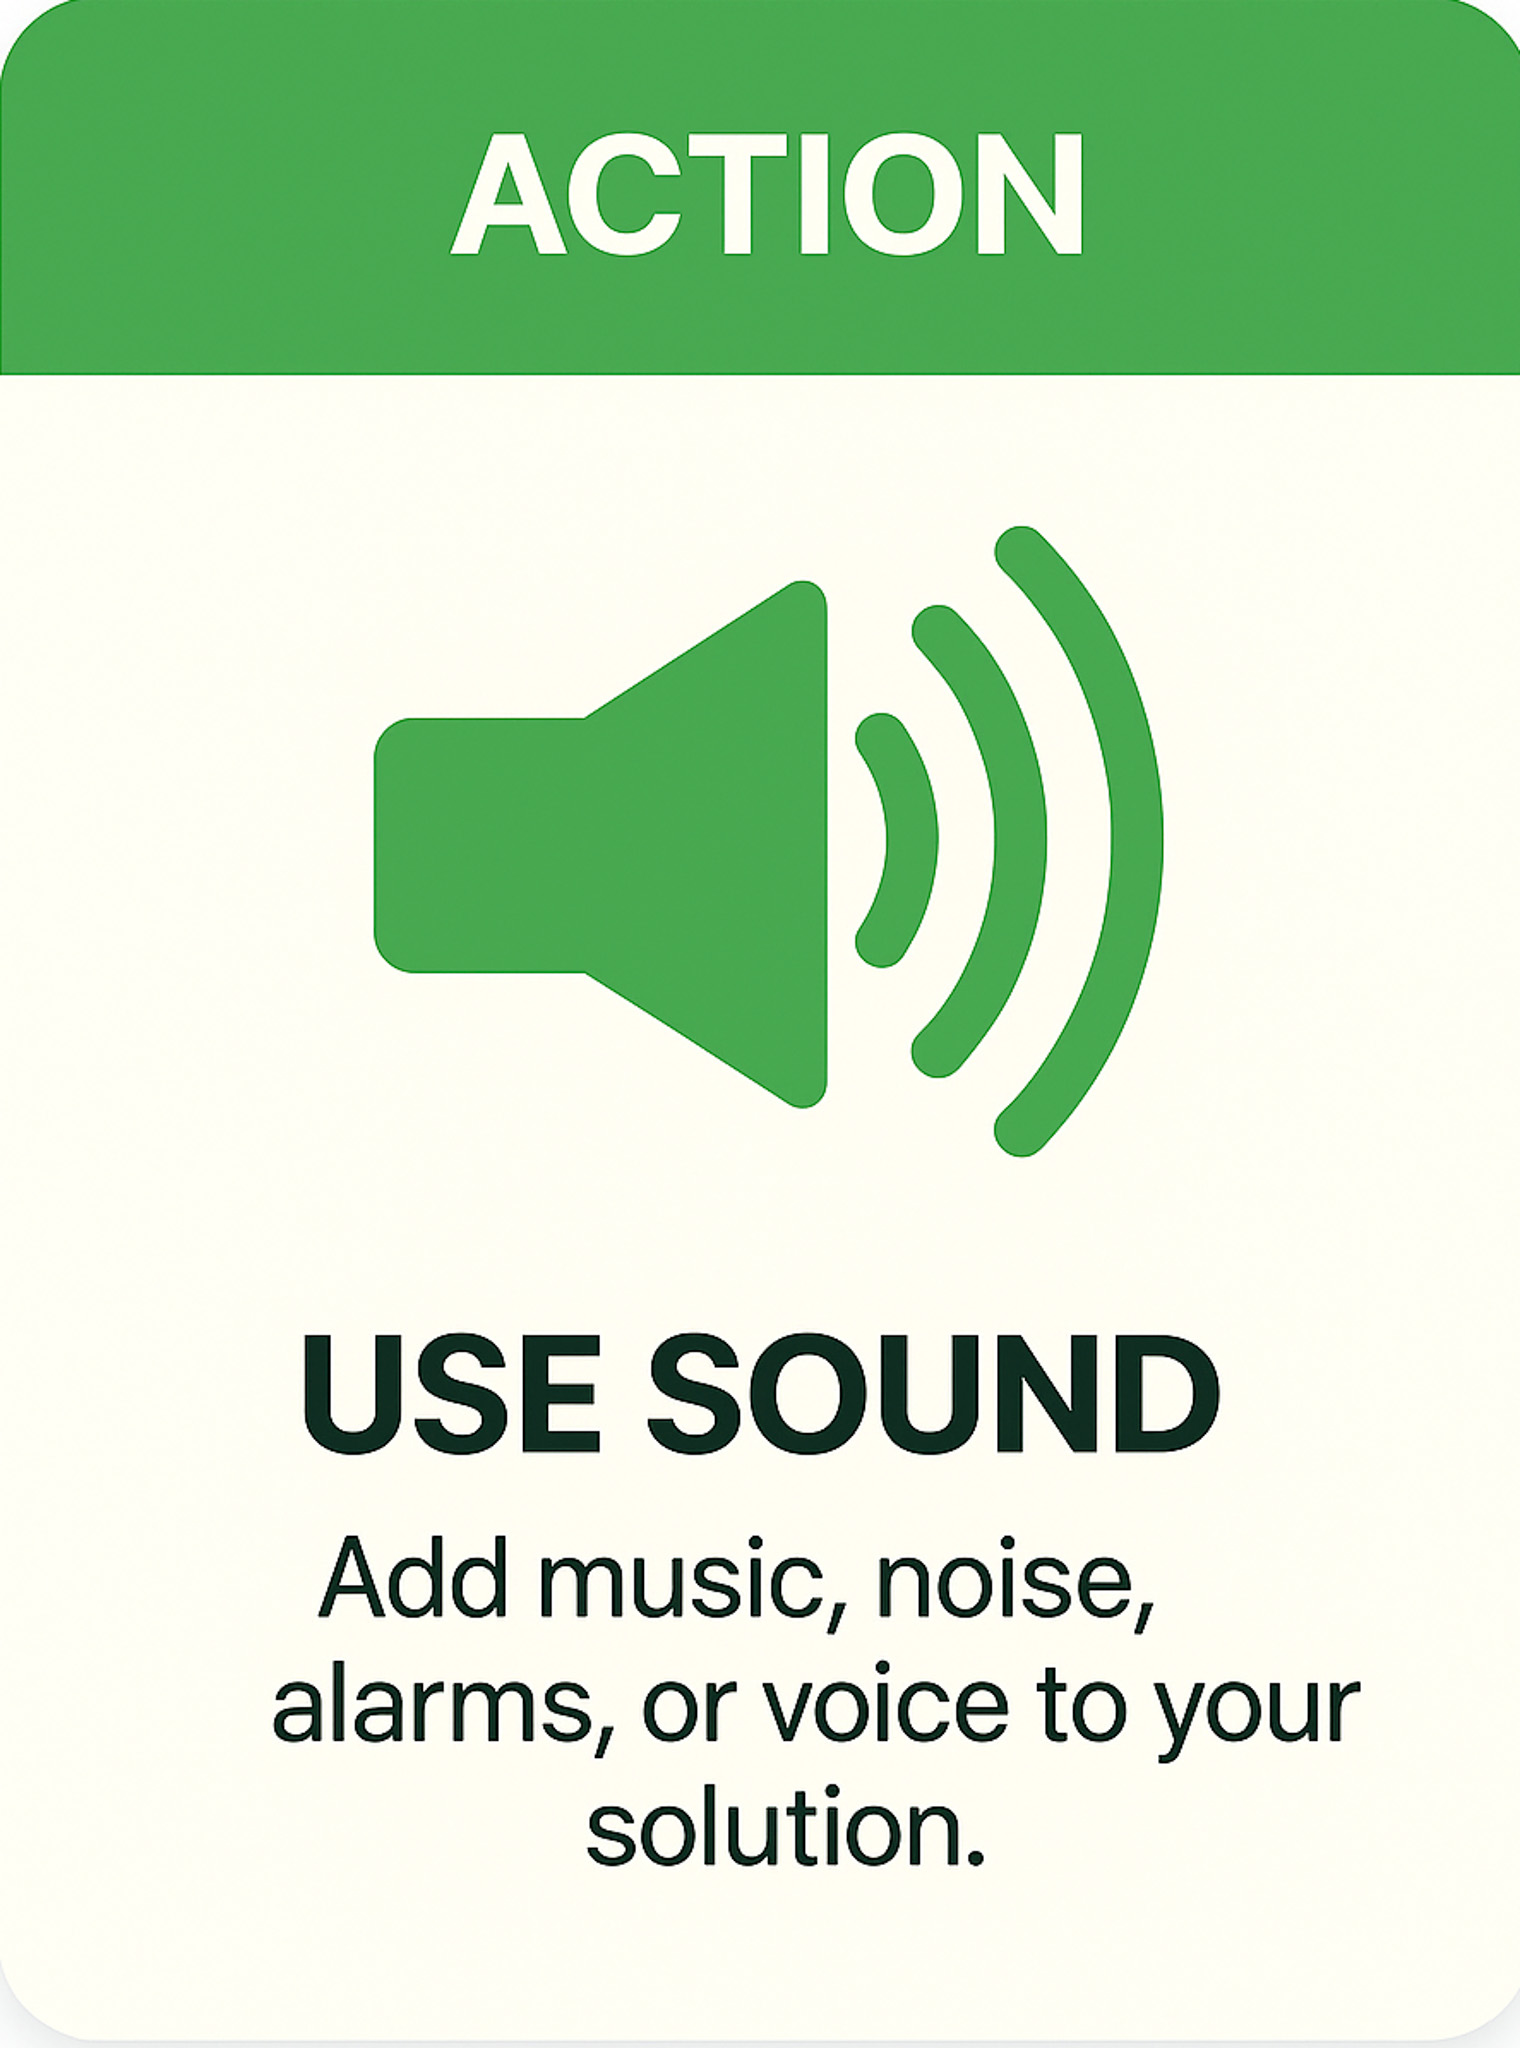 ACTION
USE SOUND
Add music, noise,
alarms, or voice to your
solution.